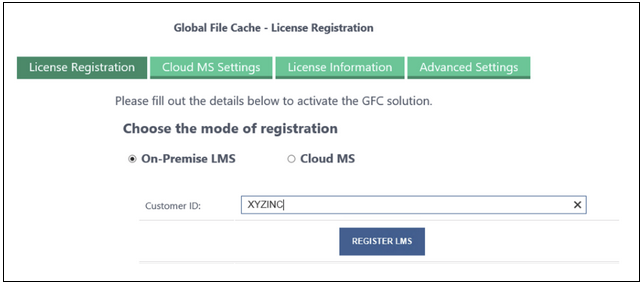 Global File Cache - License Registration
License Registration Cloud MS Settings License Information Advanced Settings
Please fill out the details below to activate the GFC solution.
Choose the mode of registration
On-Premise LMS Cloud MS
Customer ID: XYZINC
REGISTER LMS